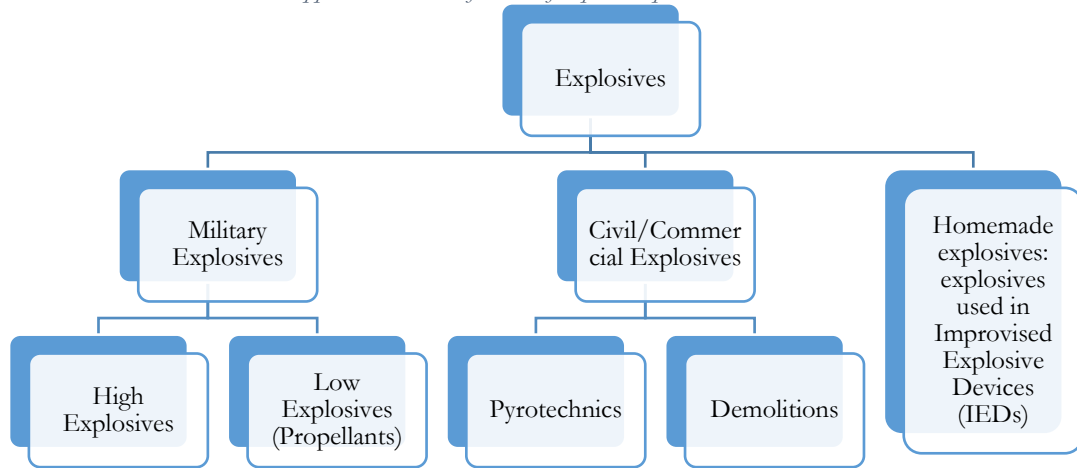 Explosives
Military
Explosives
Civil/Commer
cial Explosives
Homemade
explosives:
explosives
used in
Improvised
Explosive
Devices
(IEDs)
High
Explosives
Low
Explosives
(Propellants)
Pyrotechnics
Demolitions